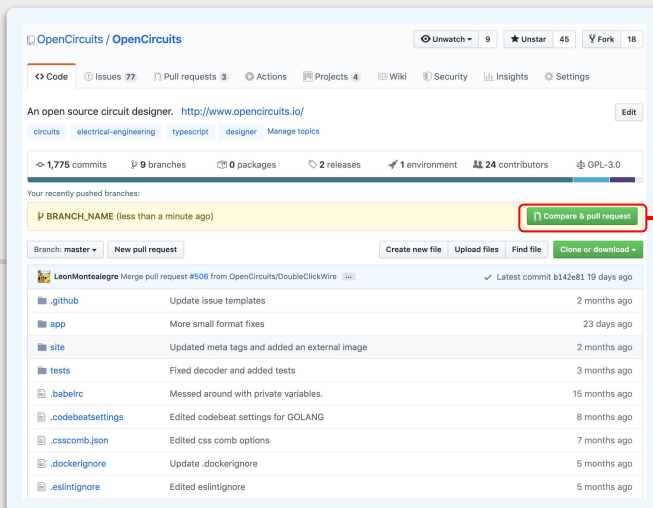 OpenCircuits / OpenCircuits Unwatch 9 Unstar 45 Fork 18
Code Issues 77 Pull requests 3 Actions Projects 4 Wiki Security Insights Settings
An open source circuit designer. http://www.opencircuits.io/ Edit
circuits electrical-engineering typescript designer Manage topics
1,775 commits 9 branches 0 packages 2 releases 1 environment 24 contributors GPL-3.0
Your recently pushed branches:
BRANCH_NAME (less than a minute ago) Compare & pull request
Branch: master New pull request Create new file Upload files Find file Clone or download
LeonMontealegre Merge pull request #506 from OpenCircuits/DoubleClickWire ... Latest commit b142e81 19 days ago
.github Update issue templates 2 months ago
app More small format fixes 23 days ago
site Updated meta tags and added an external image 2 months ago
tests Fixed decoder and added tests 3 months ago
.babelrc Messed around with private variables. 15 months ago
.codebeatsettings Edited codebeat settings for GOLANG 8 months ago
.csscomb.json Edited css comb options 7 months ago
.dockerignore Update .dockerignore 5 months ago
.eslintignore Edited eslintignore 5 months ago